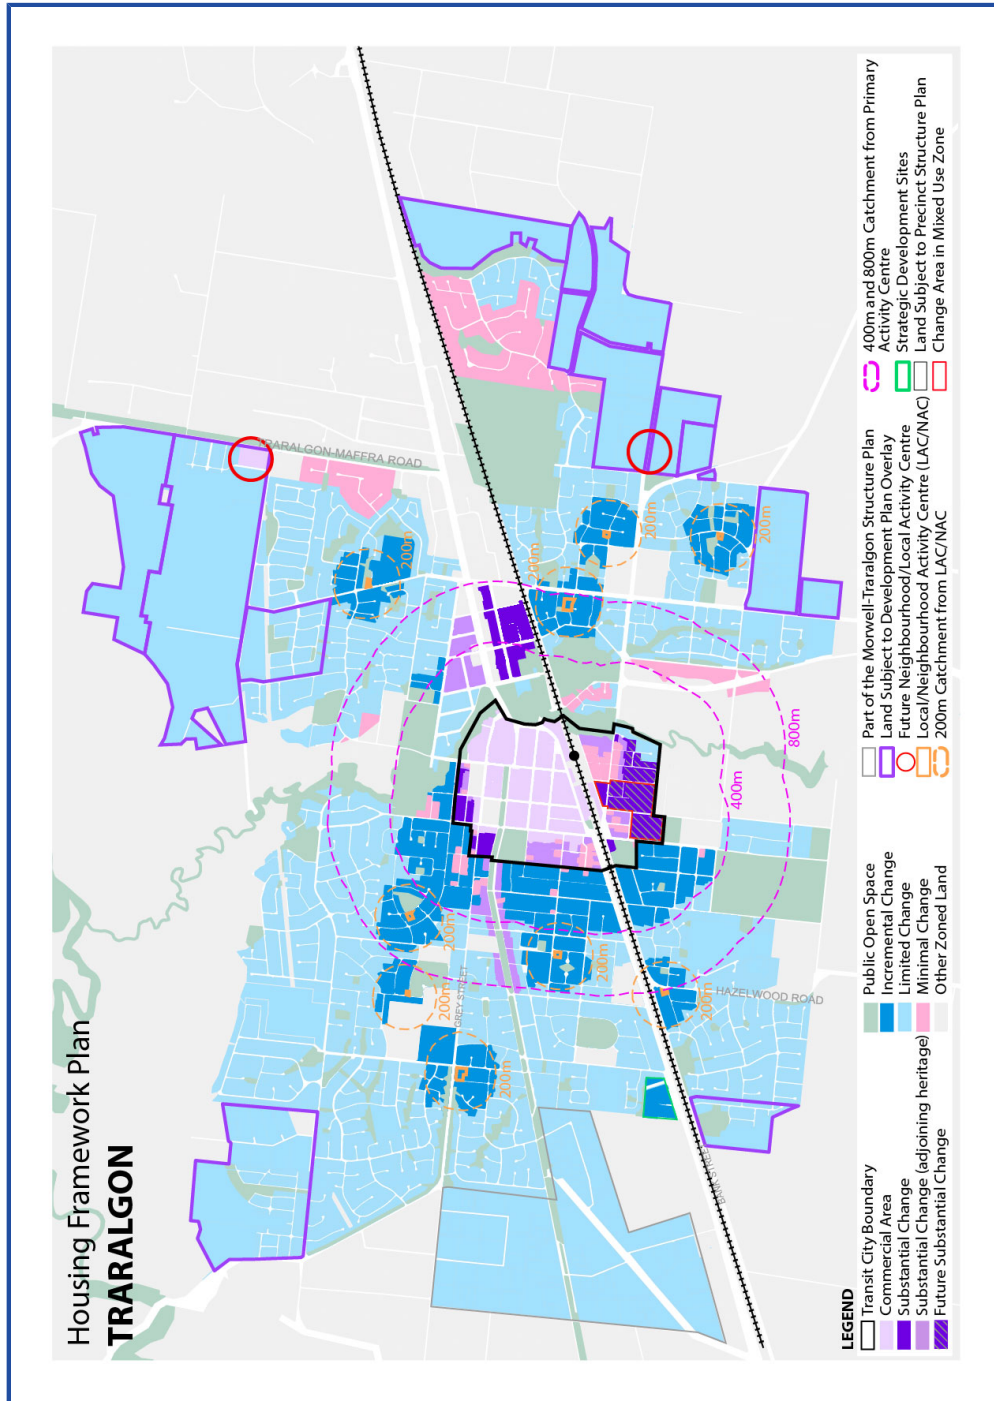 Housing Framework Plan
TRARALGON
TRARALGON-MAFFRA ROAD
200m
200m
200m
200m
200m
200m
200m
200m
200m
200m
GREY STREET
HAZELWOOD ROAD
BANK STREET
400m
800m
LEGEND
Transit City Boundary
Commercial Area
Substantial Change
Substantial Change (adjoining heritage)
Future Substantial Change
Public Open Space
Incremental Change
Limited Change
Minimal Change
Other Zoned Land
Part of the Morwell-Traralgon Structure Plan
Land Subject to Development Plan Overlay
Future Neighbourhood/Local Activity Centre
Local/Neighbourhood Activity Centre (LAC/NAC)
200m Catchment from LAC/NAC
400m and 800m Catchment from Primary
Activity Centre
Strategic Development Sites
Land Subject to Precinct Structure Plan
Change Area in Mixed Use Zone